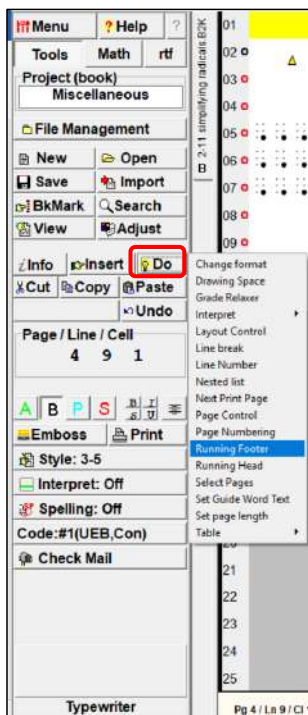 Menu ? Help ?
Tools Math rtf
Project (book)
Miscellaneous
File Management
New Open
Save Import
BkMark Search
View Adjust
Info Insert Do
Cut Copy Paste
Undo
Page / Line / Cell
4 9 1
A B P S B I S U
Emboss Print
Style: 3-5
Interpret: Off
Spelling: Off
Code:#1(UEB,Con)
Check Mail
Typewriter
2-11 simplifying radicals.B2K
B
01
02
03
04
05
06
07
08
09
Change format
Drawing Space
Grade Relaxer
Interpret
Layout Control
Line break
Line Number
Nested list
Next Print Page
Page Control
Page Numbering
Running Footer
Running Head
Select Pages
Set Guide Word Text
Set page length
Table
21
22
23
24
25
Pg 4 / Ln 9 / Cl